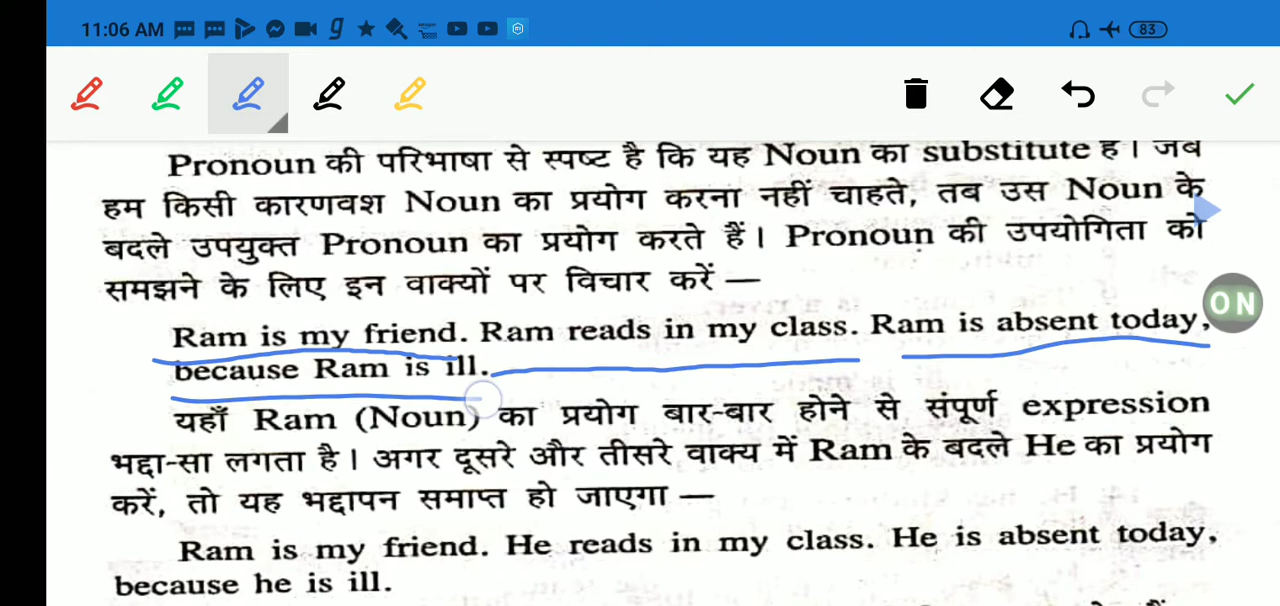 11:06 AM
83
Pronoun की परिभाषा से स्पष्ट है कि यह Noun का substitute है। जब
हम किसी कारणवश Noun का प्रयोग करना नहीं चाहते, तब उस Noun के
बदले उपयुक्त Pronoun का प्रयोग करते हैं। Pronoun की उपयोगिता को
समझने के लिए इन वाक्यों पर विचार करें —
ON
Ram is my friend. Ram reads in my class. Ram is absent today,
because Ram is ill.
यहाँ Ram (Noun) का प्रयोग बार-बार होने से संपूर्ण expression
भद्दा-सा लगता है। अगर दूसरे और तीसरे वाक्य में Ram के बदले He का प्रयोग
करें, तो यह भद्दापन समाप्त हो जाएगा —
Ram is my friend. He reads in my class. He is absent today,
because he is ill.